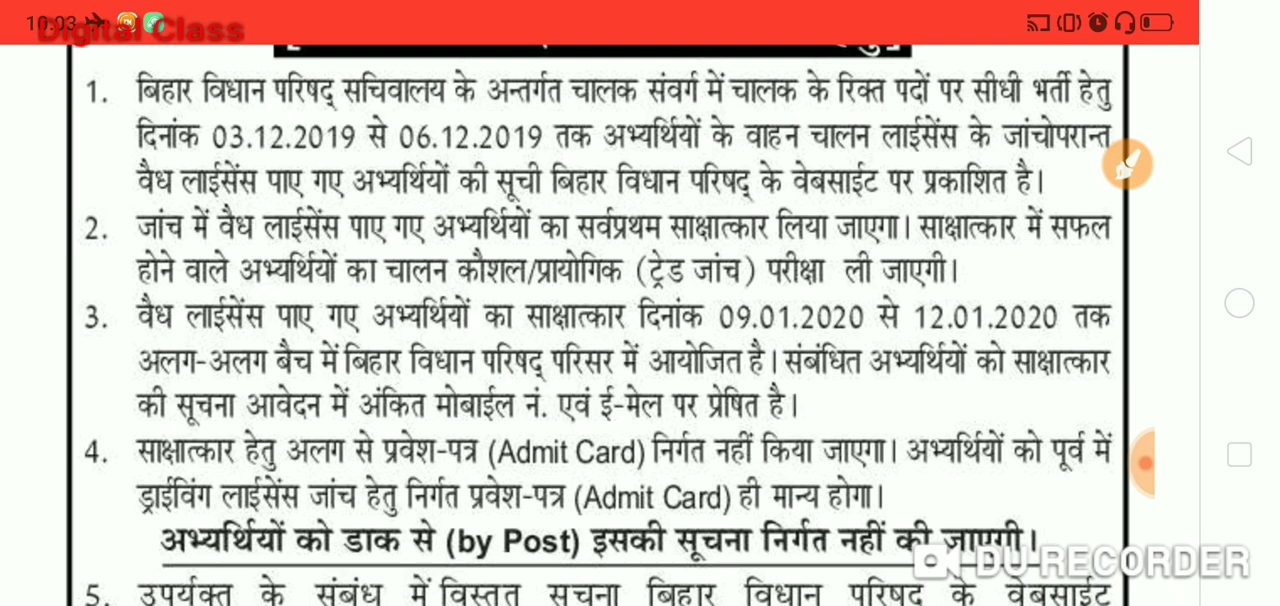 10:03
Digital Class
1. बिहार विधान परिषद् सचिवालय के अन्तर्गत चालक संवर्ग में चालक के रिक्त पदों पर सीधी भर्ती हेतु
दिनांक 03.12.2019 से 06.12.2019 तक अभ्यर्थियों के वाहन चालन लाईसेंस के जांचोपरान्त
वैध लाईसेंस पाए गए अभ्यर्थियों की सूची बिहार विधान परिषद् के वेबसाईट पर प्रकाशित है।
2. जांच में वैध लाईसेंस पाए गए अभ्यर्थियों का सर्वप्रथम साक्षात्कार लिया जाएगा। साक्षात्कार में सफल
होने वाले अभ्यर्थियों का चालन कौशल/प्रायोगिक (ट्रेड जांच) परीक्षा ली जाएगी।
3. वैध लाईसेंस पाए गए अभ्यर्थियों का साक्षात्कार दिनांक 09.01.2020 से 12.01.2020 तक
अलग-अलग बैच में बिहार विधान परिषद् परिसर में आयोजित है। संबंधित अभ्यर्थियों को साक्षात्कार
की सूचना आवेदन में अंकित मोबाईल नं. एवं ई-मेल पर प्रेषित है।
4. साक्षात्कार हेतु अलग से प्रवेश-पत्र (Admit Card) निर्गत नहीं किया जाएगा। अभ्यर्थियों को पूर्व में
ड्राईविंग लाईसेंस जांच हेतु निर्गत प्रवेश-पत्र (Admit Card) ही मान्य होगा।
अभ्यर्थियों को डाक से (by Post) इसकी सूचना निर्गत नहीं की जाएगी।
DU RECORDER
5. उपर्युक्त के संबंध में विस्तृत सूचना बिहार विधान परिषद् के वेबसाईट